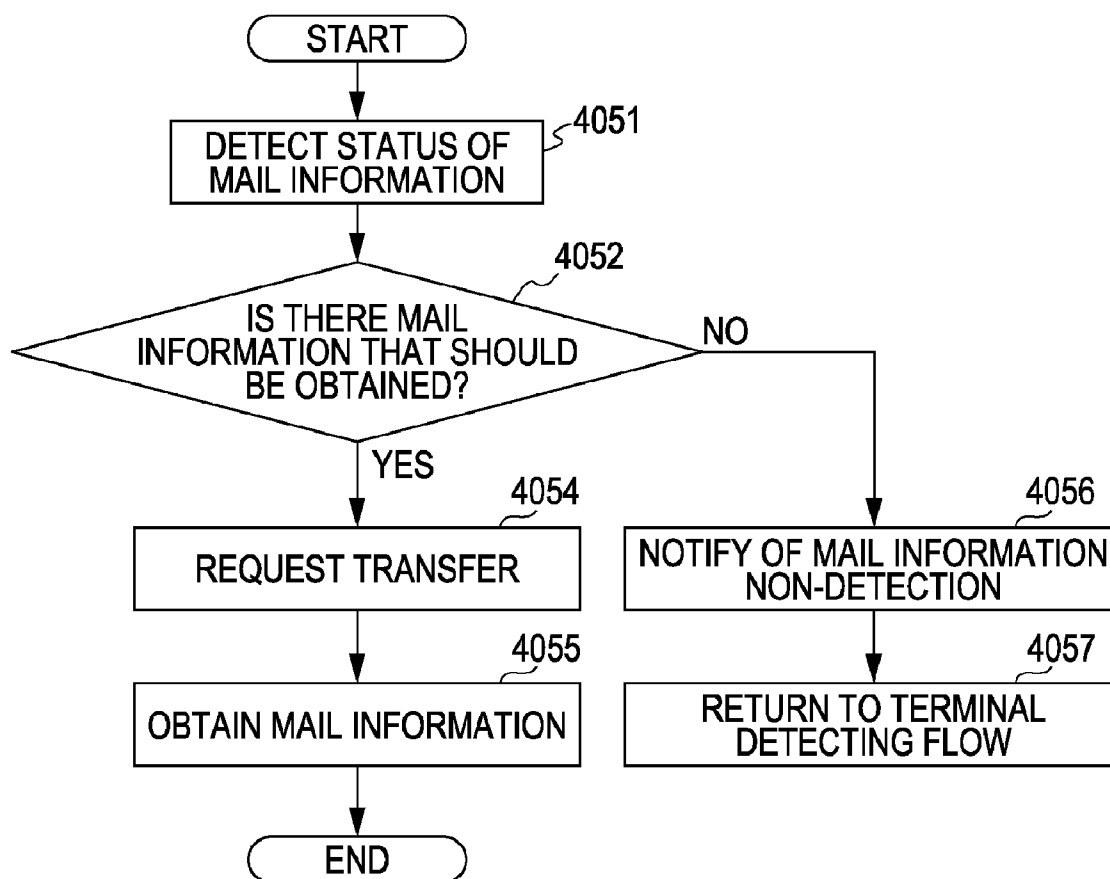 START
4051
DETECT STATUS OF
MAIL INFORMATION
4052
IS THERE MAIL
INFORMATION THAT SHOULD
BE OBTAINED?
NO
YES
4054
REQUEST TRANSFER
4055
OBTAIN MAIL INFORMATION
END
4056
NOTIFY OF MAIL INFORMATION
NON-DETECTION
4057
RETURN TO TERMINAL
DETECTING FLOW